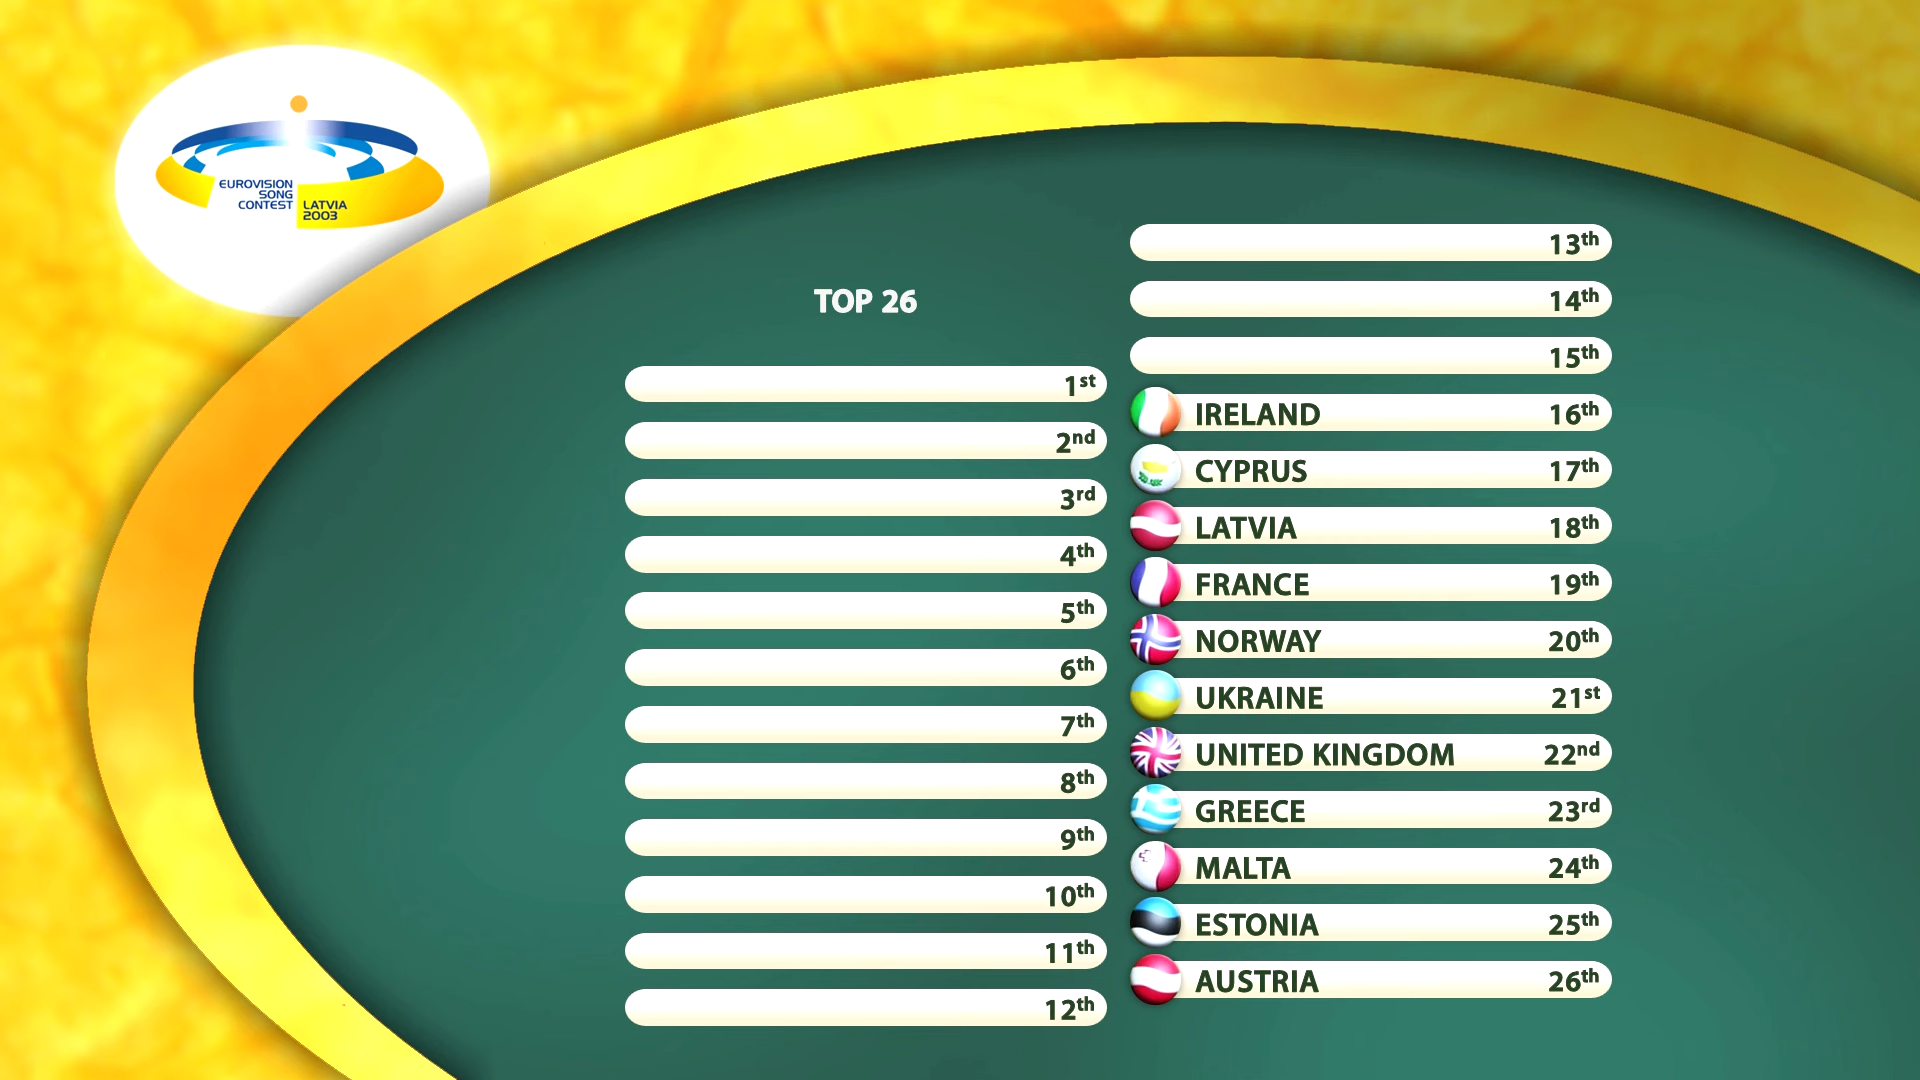 EUROVISION
SONG
CONTEST
LATVIA
2003
TOP 26
1st
2nd
3rd
4th
5th
6th
7th
8th
9th
10th
11th
12th
13th
14th
15th
IRELAND 16th
CYPRUS 17th
LATVIA 18th
FRANCE 19th
NORWAY 20th
UKRAINE 21st
UNITED KINGDOM 22nd
GREECE 23rd
MALTA 24th
ESTONIA 25th
AUSTRIA 26th